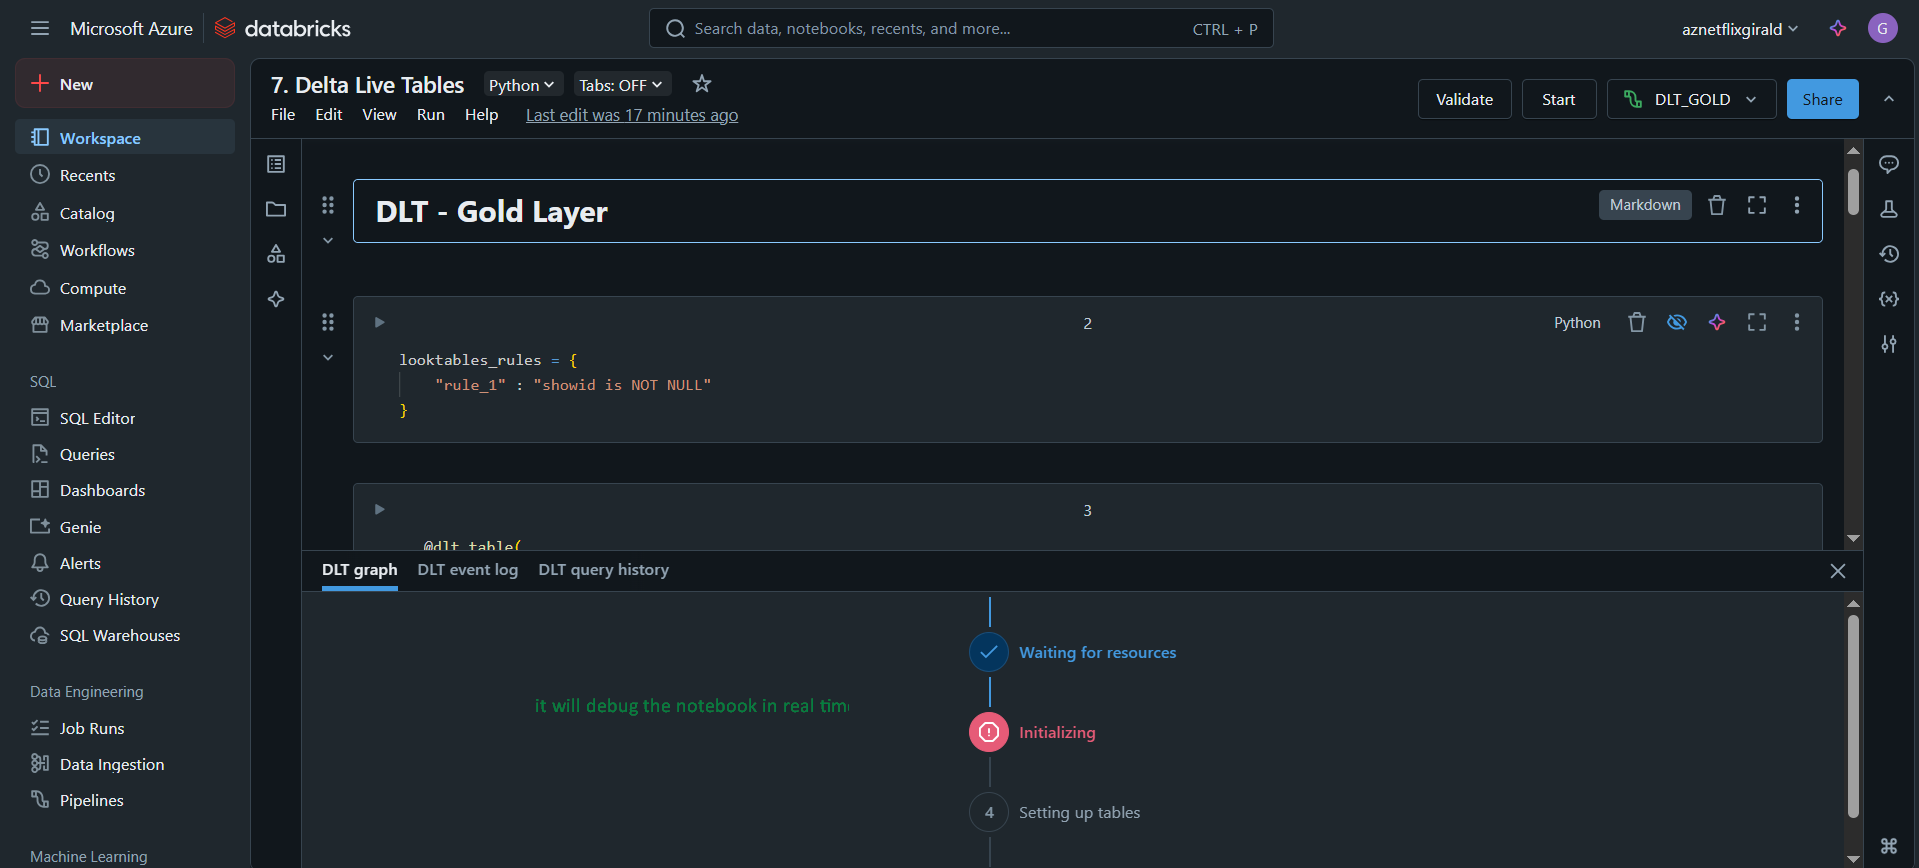 Microsoft Azure
databricks
Search data, notebooks, recents, and more...
CTRL + P
aznetflixgirald
G
New
Workspace
Recents
Catalog
Workflows
Compute
Marketplace
SQL
SQL Editor
Queries
Dashboards
Genie
Alerts
Query History
SQL Warehouses
Data Engineering
Job Runs
Data Ingestion
Pipelines
Machine Learning
7. Delta Live Tables
Python
Tabs: OFF
File Edit View Run Help Last edit was 17 minutes ago
Validate
Start
DLT_GOLD
Share
DLT - Gold Layer
Markdown
2
Python
looktables_rules = {
"rule_1" : "showid is NOT NULL"
}
3
@dlt.table(
DLT graph DLT event log DLT query history
Waiting for resources
it will debug the notebook in real time
Initializing
4 Setting up tables